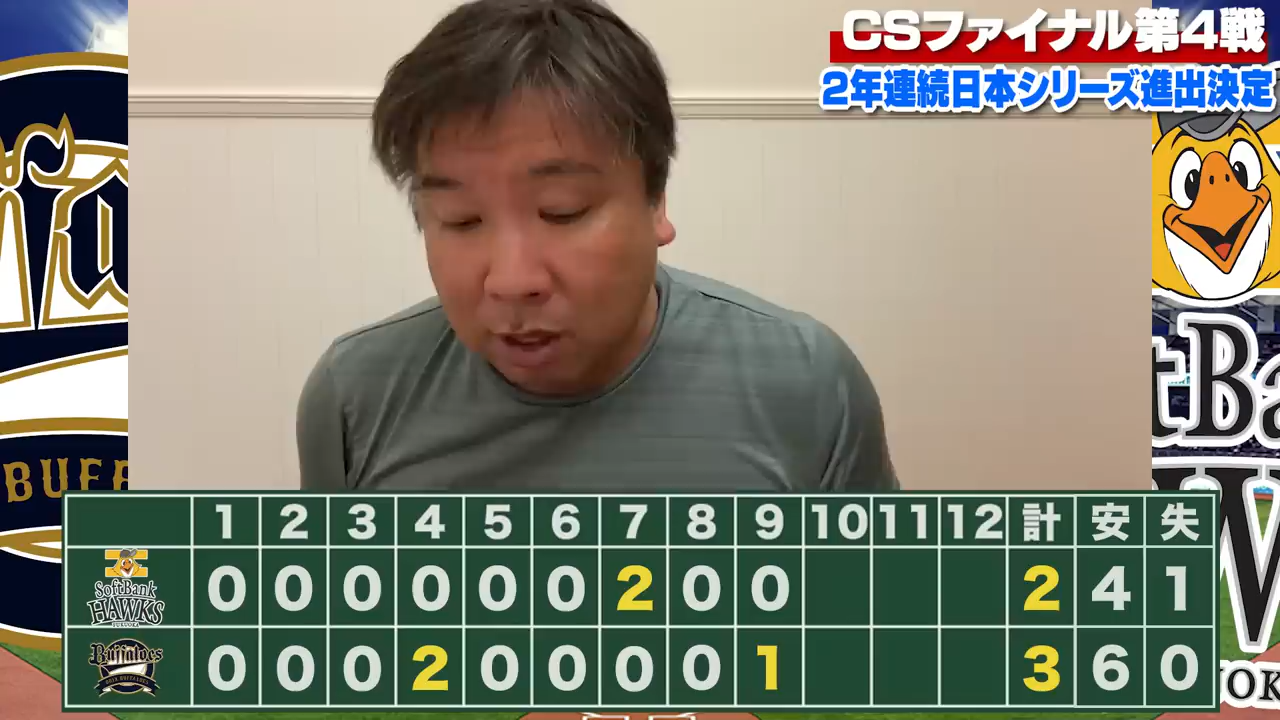 CSファイナル第4戦
2年連続日本シリーズ進出決定
BUFF
1 2 3 4 5 6 7 8 9 10 11 12 計 安 失
SoftBank HAWKS 0 0 0 0 0 0 2 0 0 2 4 1
Buffaloes 0 0 0 2 0 0 0 0 1 3 6 0